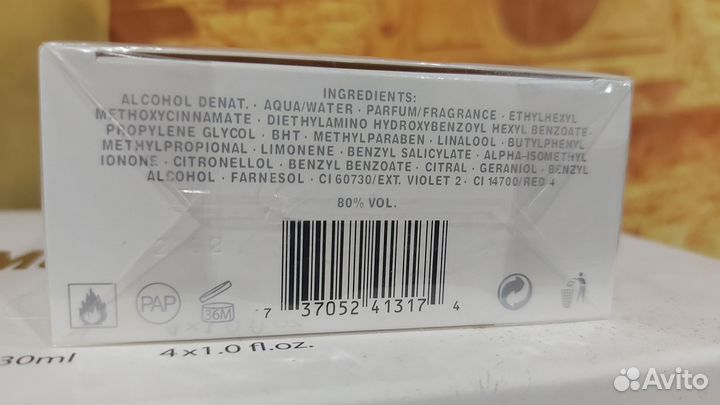 INGREDIENTS:
ALCOHOL DENAT. · AQUA/WATER · PARFUM/FRAGRANCE · ETHYLHEXYL
METHOXYCINNAMATE · DIETHYLAMINO HYDROXYBENZOYL HEXYL BENZOATE·
PROPYLENE GLYCOL · BHT · METHYLPARABEN · LINALOOL · BUTYLPHENYL
METHYLPROPIONAL · LIMONENE · BENZYL SALICYLATE · ALPHA-ISOMETHYL
IONONE · CITRONELLOL · BENZYL BENZOATE · CITRAL · GERANIOL · BENZYL
ALCOHOL · FARNESOL · CI 60730/EXT. VIOLET 2 · CI 14700/RED 4
80% VOL.
PAP
36M
7 37052 41317 4
30ml
4x1.0 fl.oz.
Avito